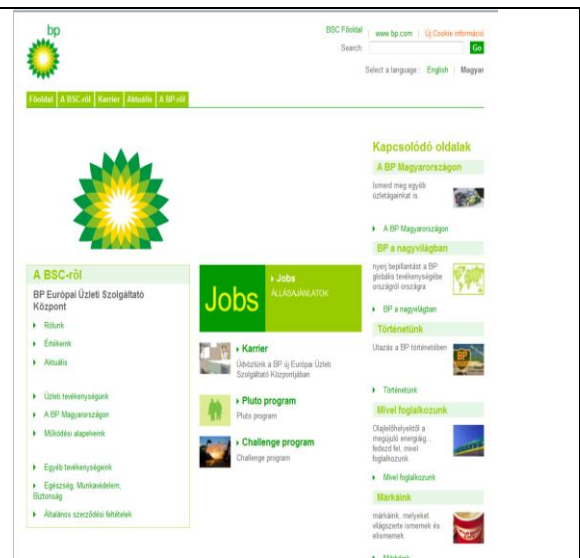 bp
BSC Főoldal | www.bp.com | Új Cookie információ
Search: Go
Select a language: English | Magyar
Főoldal A BSC-ről Karrier Aktuális A BP-ről
A BSC-ről
BP Európai Üzleti Szolgáltató
Központ
Rólunk
Értékeink
Aktuális
Üzleti tevékenységünk
A BP Magyarországon
Működési alapelveink
Egyéb tevékenységeink
Egészség, Munkavédelem,
Biztonság
Általános szerződési feltételek
Jobs
Jobs
ÁLLÁSAJÁNLATOK
Karrier
Üdvözlünk a BP új Európai Üzleti
Szolgáltató Központjában
Pluto program
Pluto program
Challenge program
Challenge program
Kapcsolódó oldalak
A BP Magyarországon
Ismerd meg egyéb
üzletágainkat is
A BP Magyarországon
BP a nagyvilágban
nyerj bepillantást a BP
globális tevékenységébe
országról országra
BP a nagyvilágban
Történetünk
Utazás a BP történetében
BP
Történetünk
Mivel foglalkozunk
Olajlelőhelyektől a
megújuló energiáig...
fedezd fel, mivel
foglalkozunk
Mivel foglalkozunk
Márkáink
márkáink, melyeket
világszerte ismernek és
elismernek
Márkáink